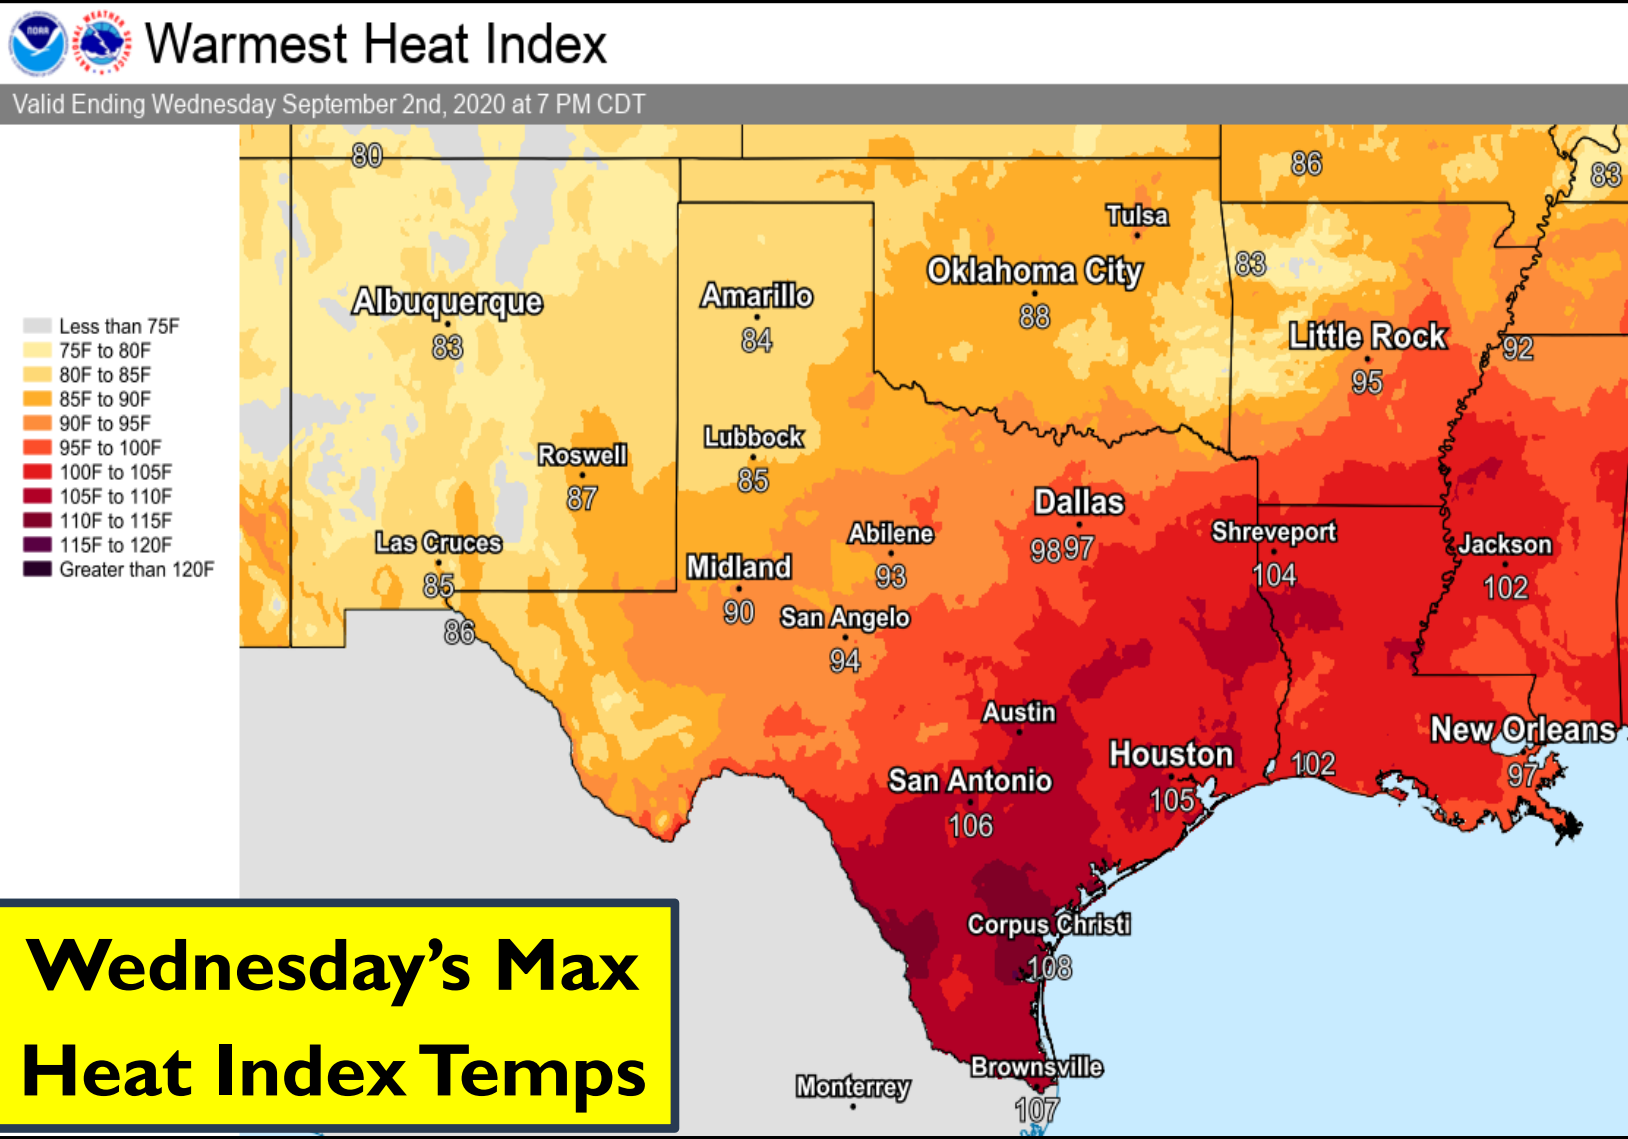 NOAA
Warmest Heat Index
Valid Ending Wednesday September 2nd, 2020 at 7 PM CDT
Less than 75F
75F to 80F
80F to 85F
85F to 90F
90F to 95F
95F to 100F
100F to 105F
105F to 110F
110F to 115F
115F to 120F
Greater than 120F
80
86
83
Tulsa
Oklahoma City
88
83
Albuquerque
83
Amarillo
84
Little Rock
95
92
Lubbock
85
Roswell
87
Dallas
98 97
Abilene
93
Shreveport
104
Jackson
102
Las Cruces
85
86
Midland
90
San Angelo
94
Austin
Houston
105
102
New Orleans
97
San Antonio
106
Corpus Christi
108
Brownsville
107
Monterrey
Wednesday’s Max
Heat Index Temps